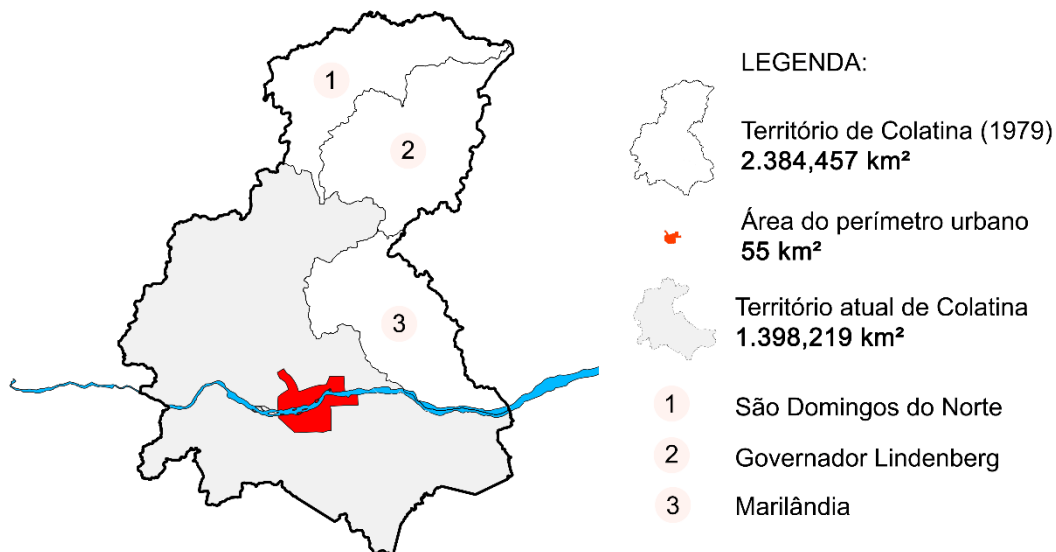 1
2
3
LEGENDA:
Território de Colatina (1979)
2.384,457 km²
Área do perímetro urbano
55 km²
Território atual de Colatina
1.398,219 km²
1 São Domingos do Norte
2 Governador Lindenberg
3 Marilândia